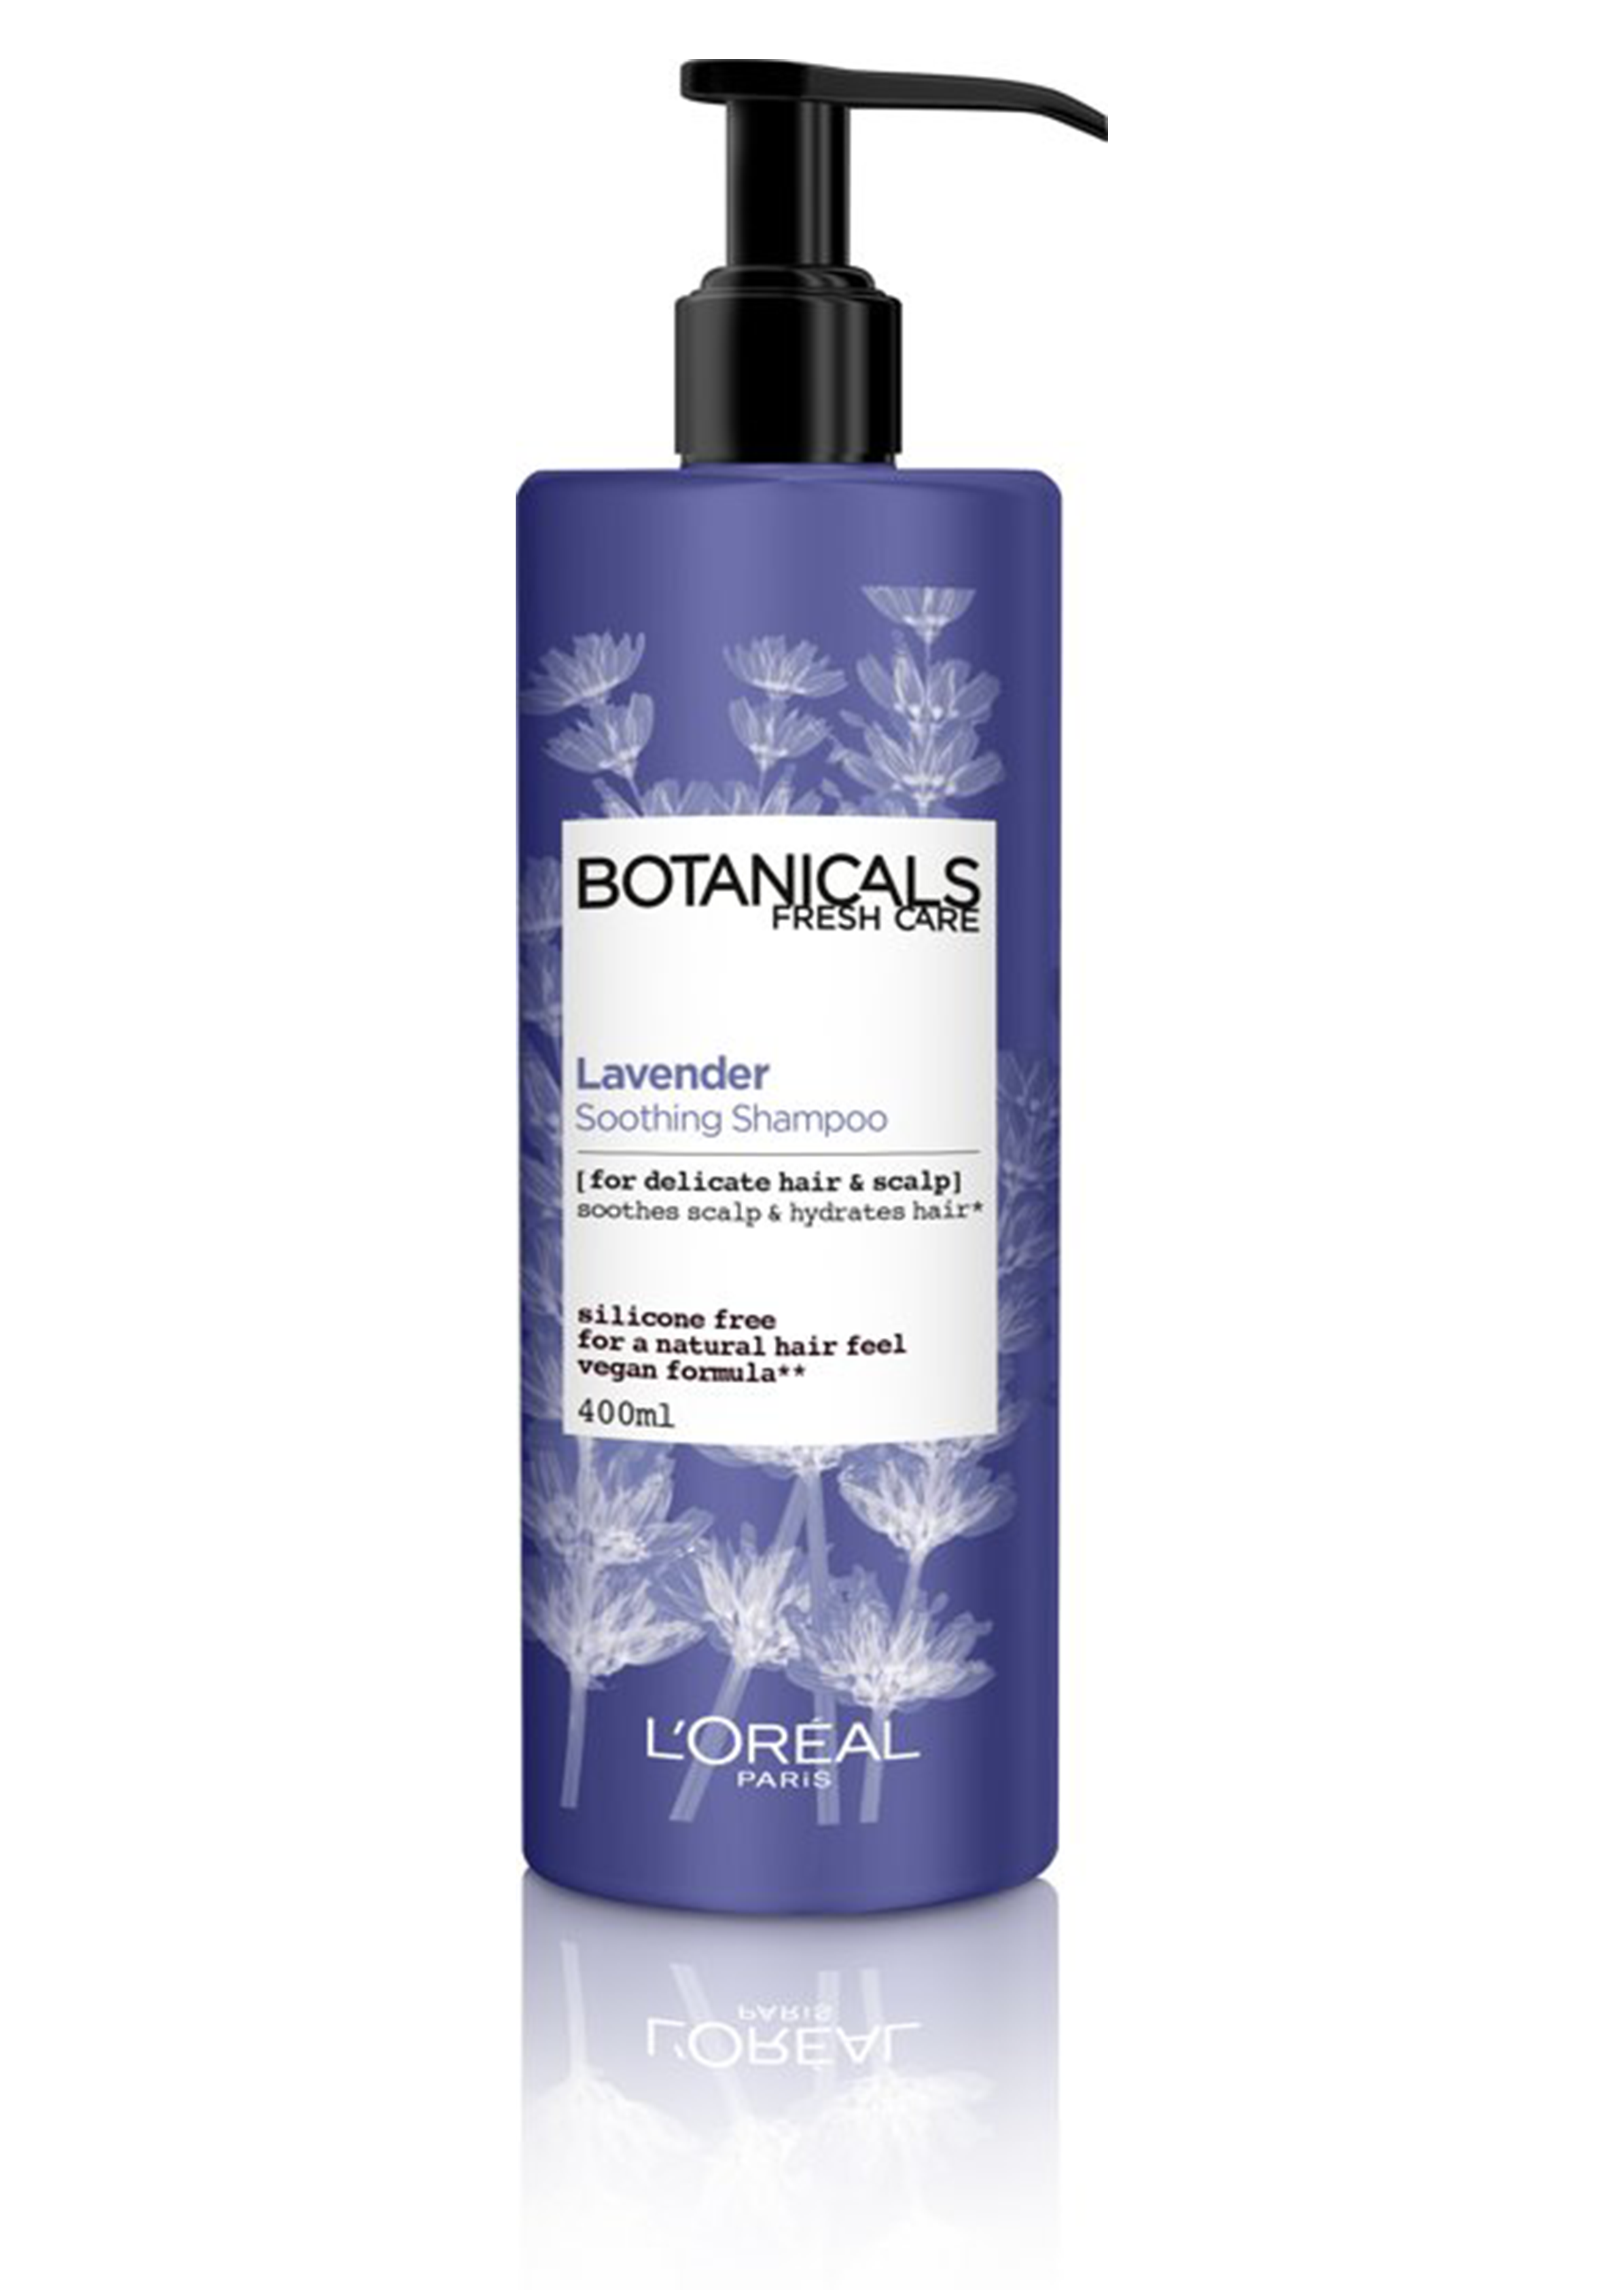 BOTANICALS
FRESH CARE
Lavender
Soothing Shampoo
[for delicate hair & scalp]
soothes scalp & hydrates hair*
silicone free
for a natural hair feel
vegan formula**
400ml
L'ORÉAL
PARiS